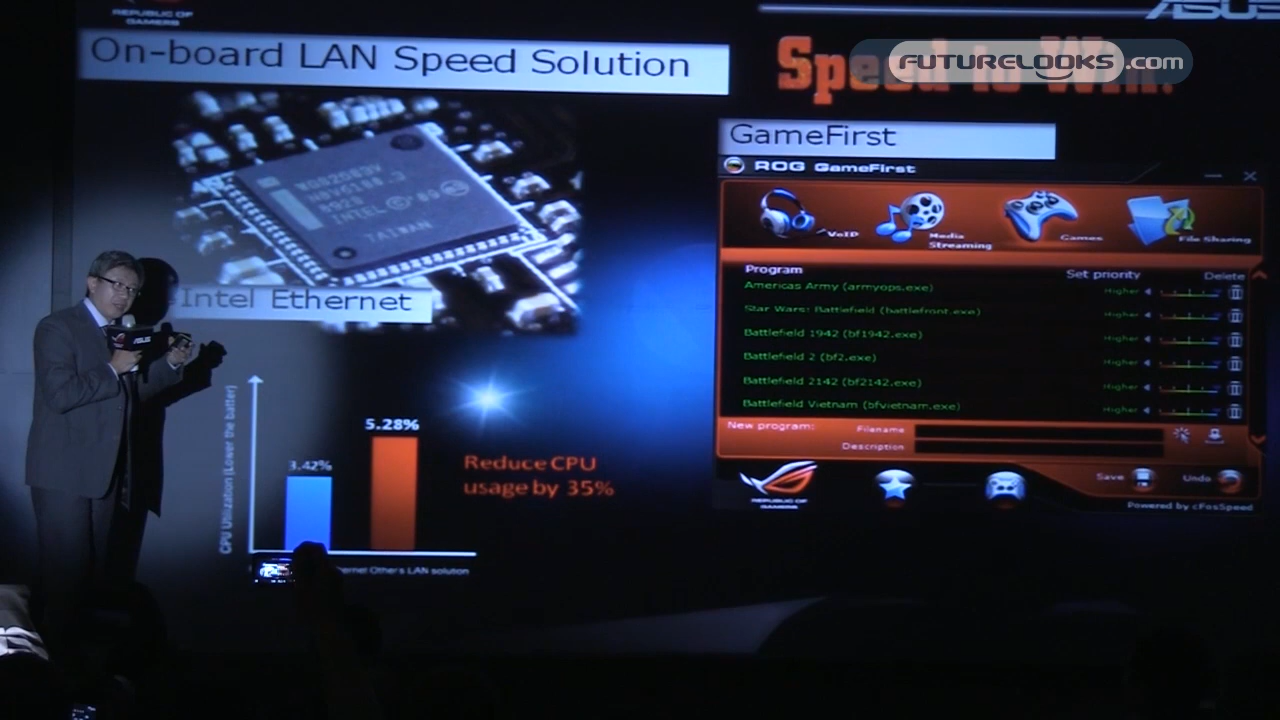 REPUBLIC OF
GAMERS
ASUS
On-board LAN Speed Solution
Speed to Win.
FUTURELOOKS.com
GameFirst
ROG GameFirst
VoIP
Media
Streaming
Games
File Sharing
INTEL
TAIWAN
Intel Ethernet
Program
Set priority
Delete
Americas Army (armyops.exe)
Higher
Star Wars: Battlefield (battlefront.exe)
Higher
Battlefield 1942 (bf1942.exe)
Higher
Battlefield 2 (bf2.exe)
Higher
Battlefield 2142 (bf2142.exe)
Higher
Battlefield Vietnam (bfvietnam.exe)
Higher
New program:
Filename
Description
Save
Undo
REPUBLIC OF
GAMERS
Powered by cFosSpeed
ASUS
CPU Utilization (Lower the batter)
3.42%
5.28%
Reduce CPU
usage by 35%
Other's LAN solution